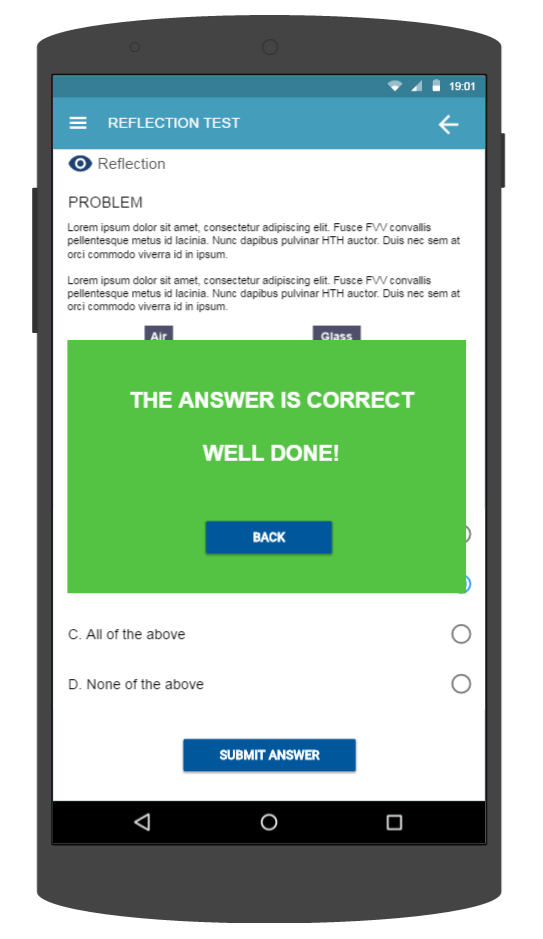 19:01
REFLECTION TEST
Reflection
PROBLEM
Lorem ipsum dolor sit amet, consectetur adipiscing elit. Fusce FVV convallis
pellentesque metus id lacinia. Nunc dapibus pulvinar HTH auctor. Duis nec sem at
orci commodo viverra id in ipsum.
Lorem ipsum dolor sit amet, consectetur adipiscing elit. Fusce FVV convallis
pellentesque metus id lacinia. Nunc dapibus pulvinar HTH auctor. Duis nec sem at
orci commodo viverra id in ipsum.
Air Glass
THE ANSWER IS CORRECT
WELL DONE!
BACK
C. All of the above
D. None of the above
SUBMIT ANSWER